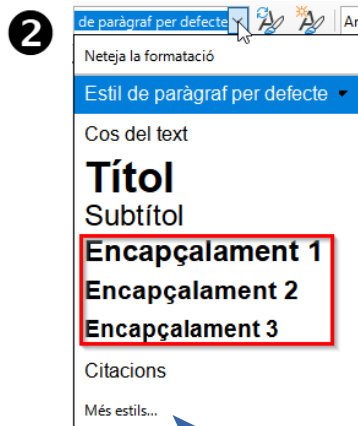 2
de paràgraf per defecte
Neteja la formatació
Estil de paràgraf per defecte
Cos del text
Títol
Subtítol
Encapçalament 1
Encapçalament 2
Encapçalament 3
Citacions
Més estils...